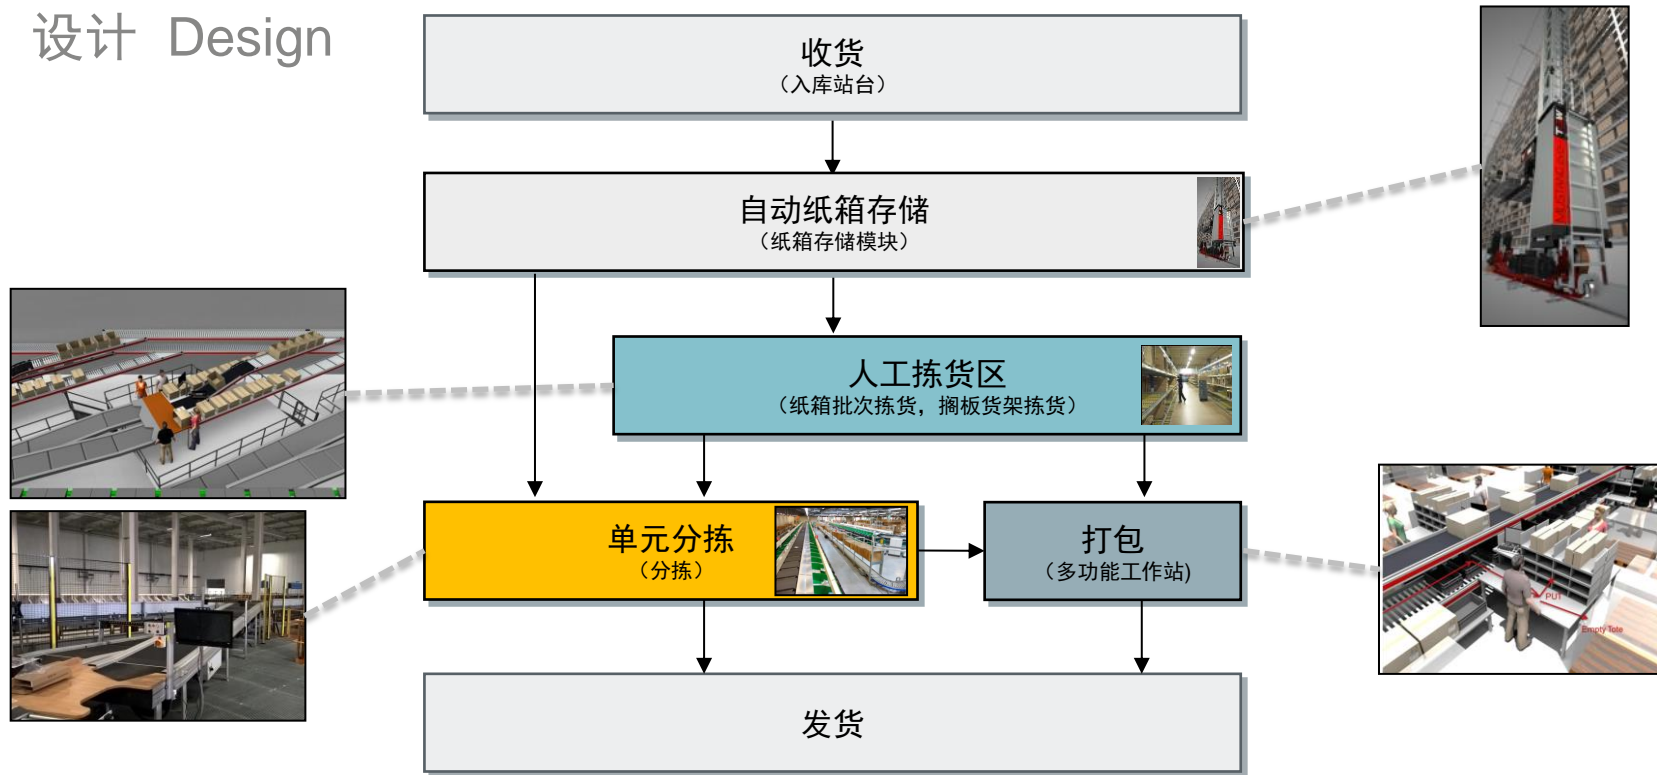 设计 Design
收货
（入库站台）
自动纸箱存储
（纸箱存储模块）
人工拣货区
（纸箱批次拣货，搁板货架拣货）
单元分拣
（分拣）
打包
（多功能工作站)
PUT
Empty Tote
发货